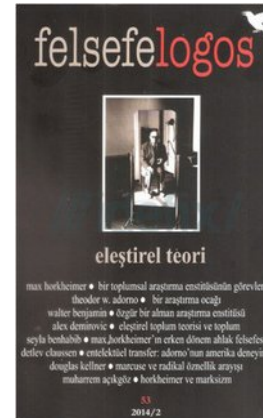 felsefelogos
eleştirel teori
max horkheimer ♦ bir toplumsal araştırma enstitüsünün görevleri
theodor w. adorno ♦ bir araştırma ocağı
walter benjamin ♦ özgür bir alman araştırma enstitüsü
alex demirovic ♦ eleştirel toplum teorisi ve toplum
seyla benhabib ♦ max horkheimer'ın erken dönem ahlak felsefesi
detlev claussen ♦ entelektüel transfer: adorno'nun amerika deneyimi
douglas kellner ♦ marcuse ve radikal öznellik arayışı
muharrem açıkgöz ♦ horkheimer ve marksizm
53
2014/2